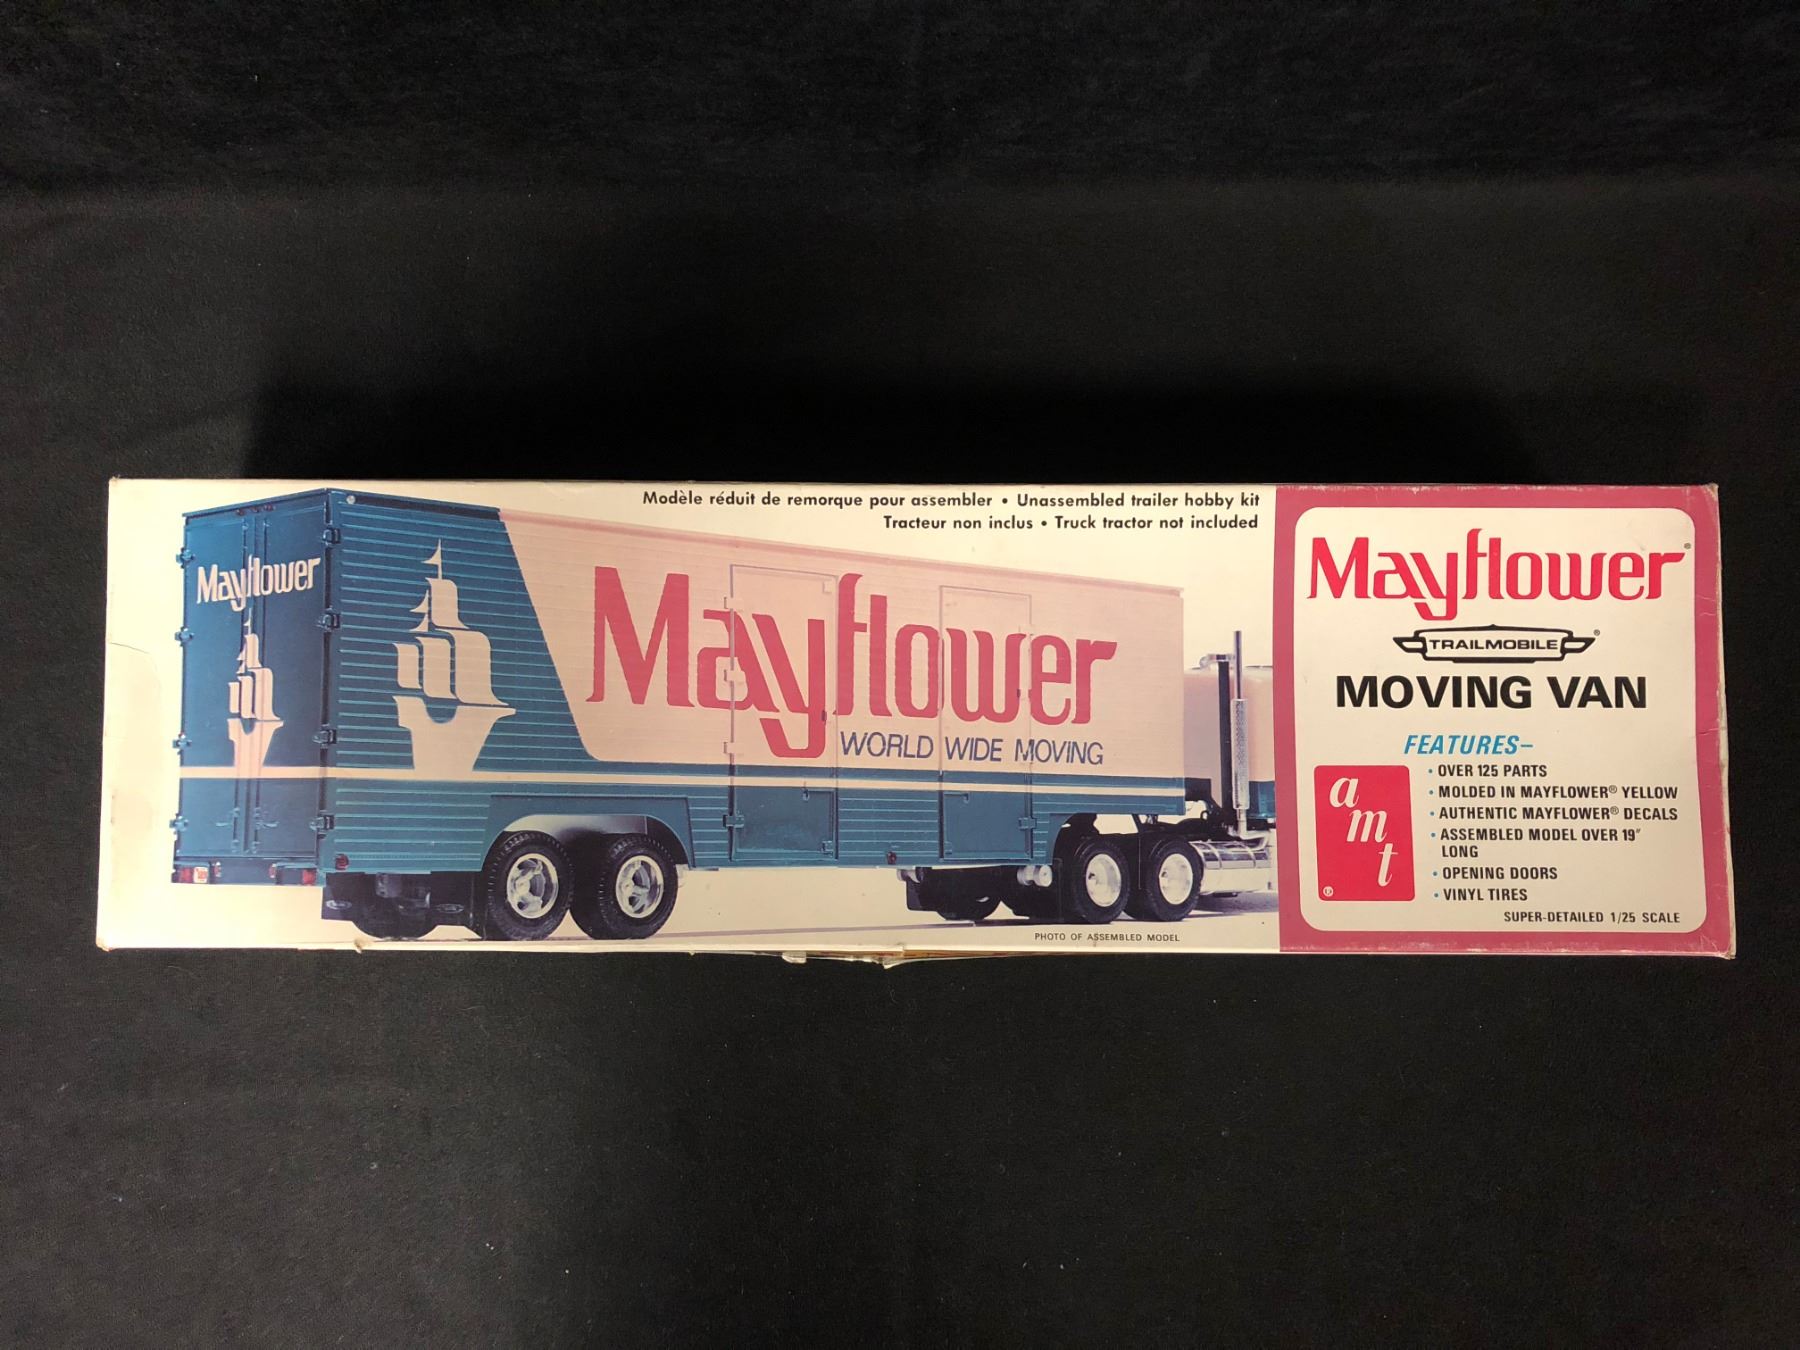 Modèle réduit de remorque pour assembler • Unassembled trailer hobby kit
Tracteur non inclus • Truck tractor not included
Mayflower
Mayflower
WORLD WIDE MOVING
PHOTO OF ASSEMBLED MODEL
Mayflower®
TRAILMOBILE®
MOVING VAN
FEATURES–
• OVER 125 PARTS
• MOLDED IN MAYFLOWER® YELLOW
• AUTHENTIC MAYFLOWER® DECALS
• ASSEMBLED MODEL OVER 19"
LONG
• OPENING DOORS
• VINYL TIRES
amt
®
SUPER-DETAILED 1/25 SCALE